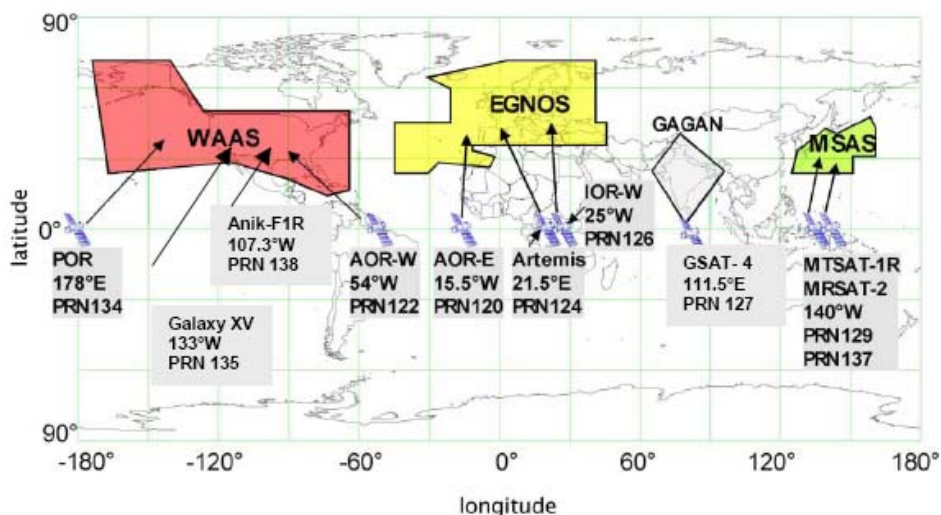 90°
WAAS
EGNOS
GAGAN
MSAS
latitude
0°
POR
178°E
PRN134
Anik-F1R
107.3°W
PRN 138
Galaxy XV
133°W
PRN 135
AOR-W
54°W
PRN122
AOR-E
15.5°W
PRN120
Artemis
21.5°E
PRN124
IOR-W
25°W
PRN126
GSAT- 4
111.5°E
PRN 127
MTSAT-1R
MRSAT-2
140°W
PRN129
PRN137
90°
-178° -120° -60° 0° 60° 120° 180°
longitude